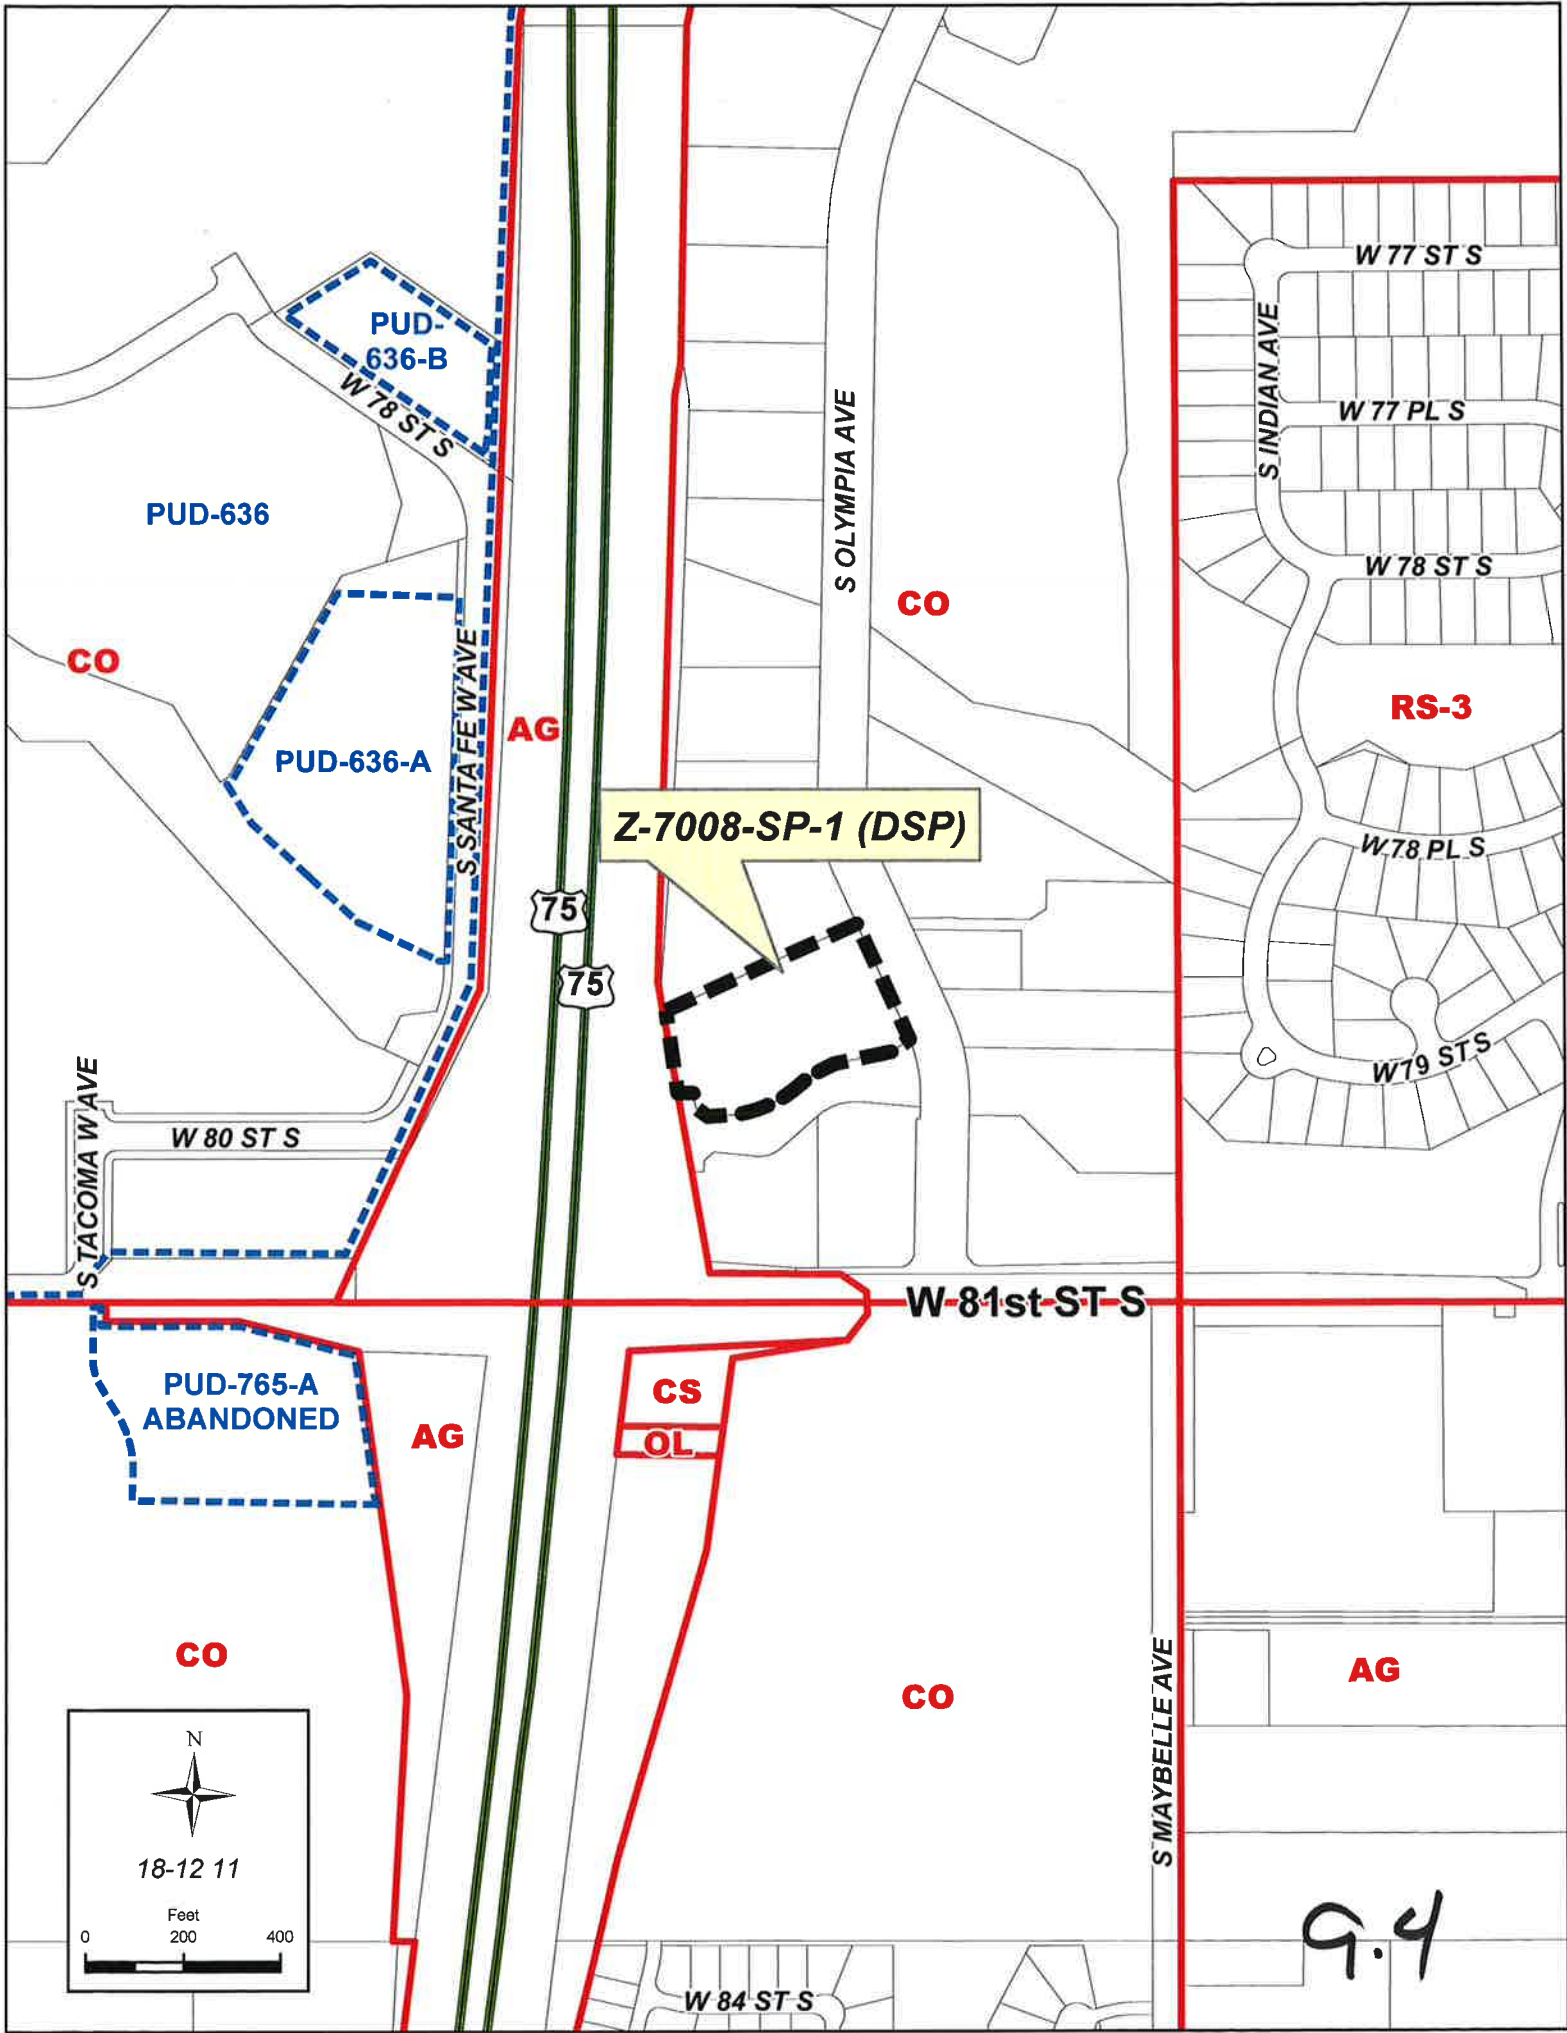 W 77 ST S
PUD-
636-B
S INDIAN AVE
W 77 PL S
W 78 ST S
S OLYMPIA AVE
PUD-636
W 78 ST S
CO
CO
S SANTA FE W AVE
RS-3
AG
PUD-636-A
Z-7008-SP-1 (DSP)
W 78 PL S
75
75
W 79 ST S
S TACOMA W AVE
W 80 ST S
W 81st ST S
PUD-765-A
ABANDONED
CS
AG
OL
CO
CO
AG
S MAYBELLE AVE
N
18-12 11
Feet
0 200 400
9.4
W 84 ST S